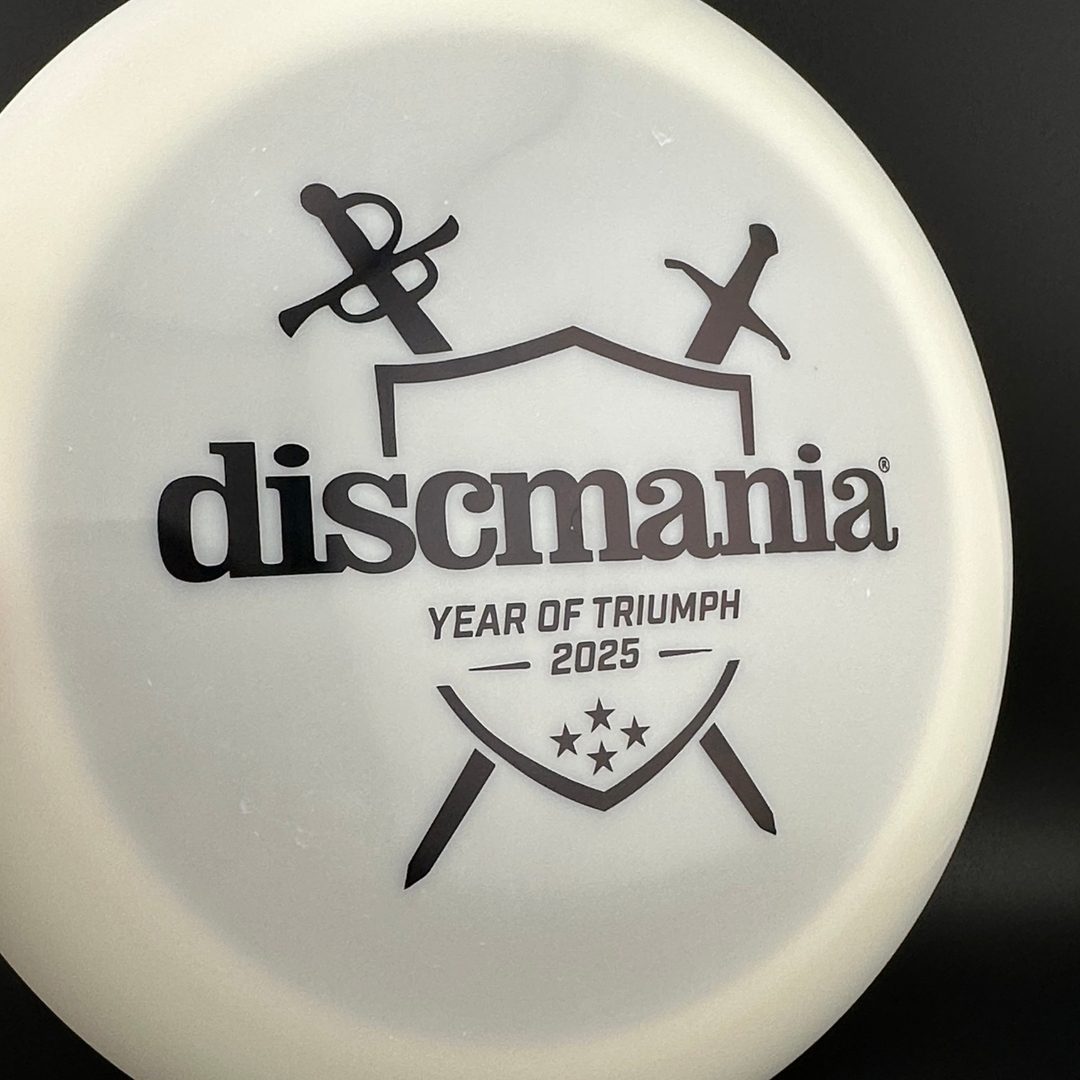 discmania®
YEAR OF TRIUMPH
2025